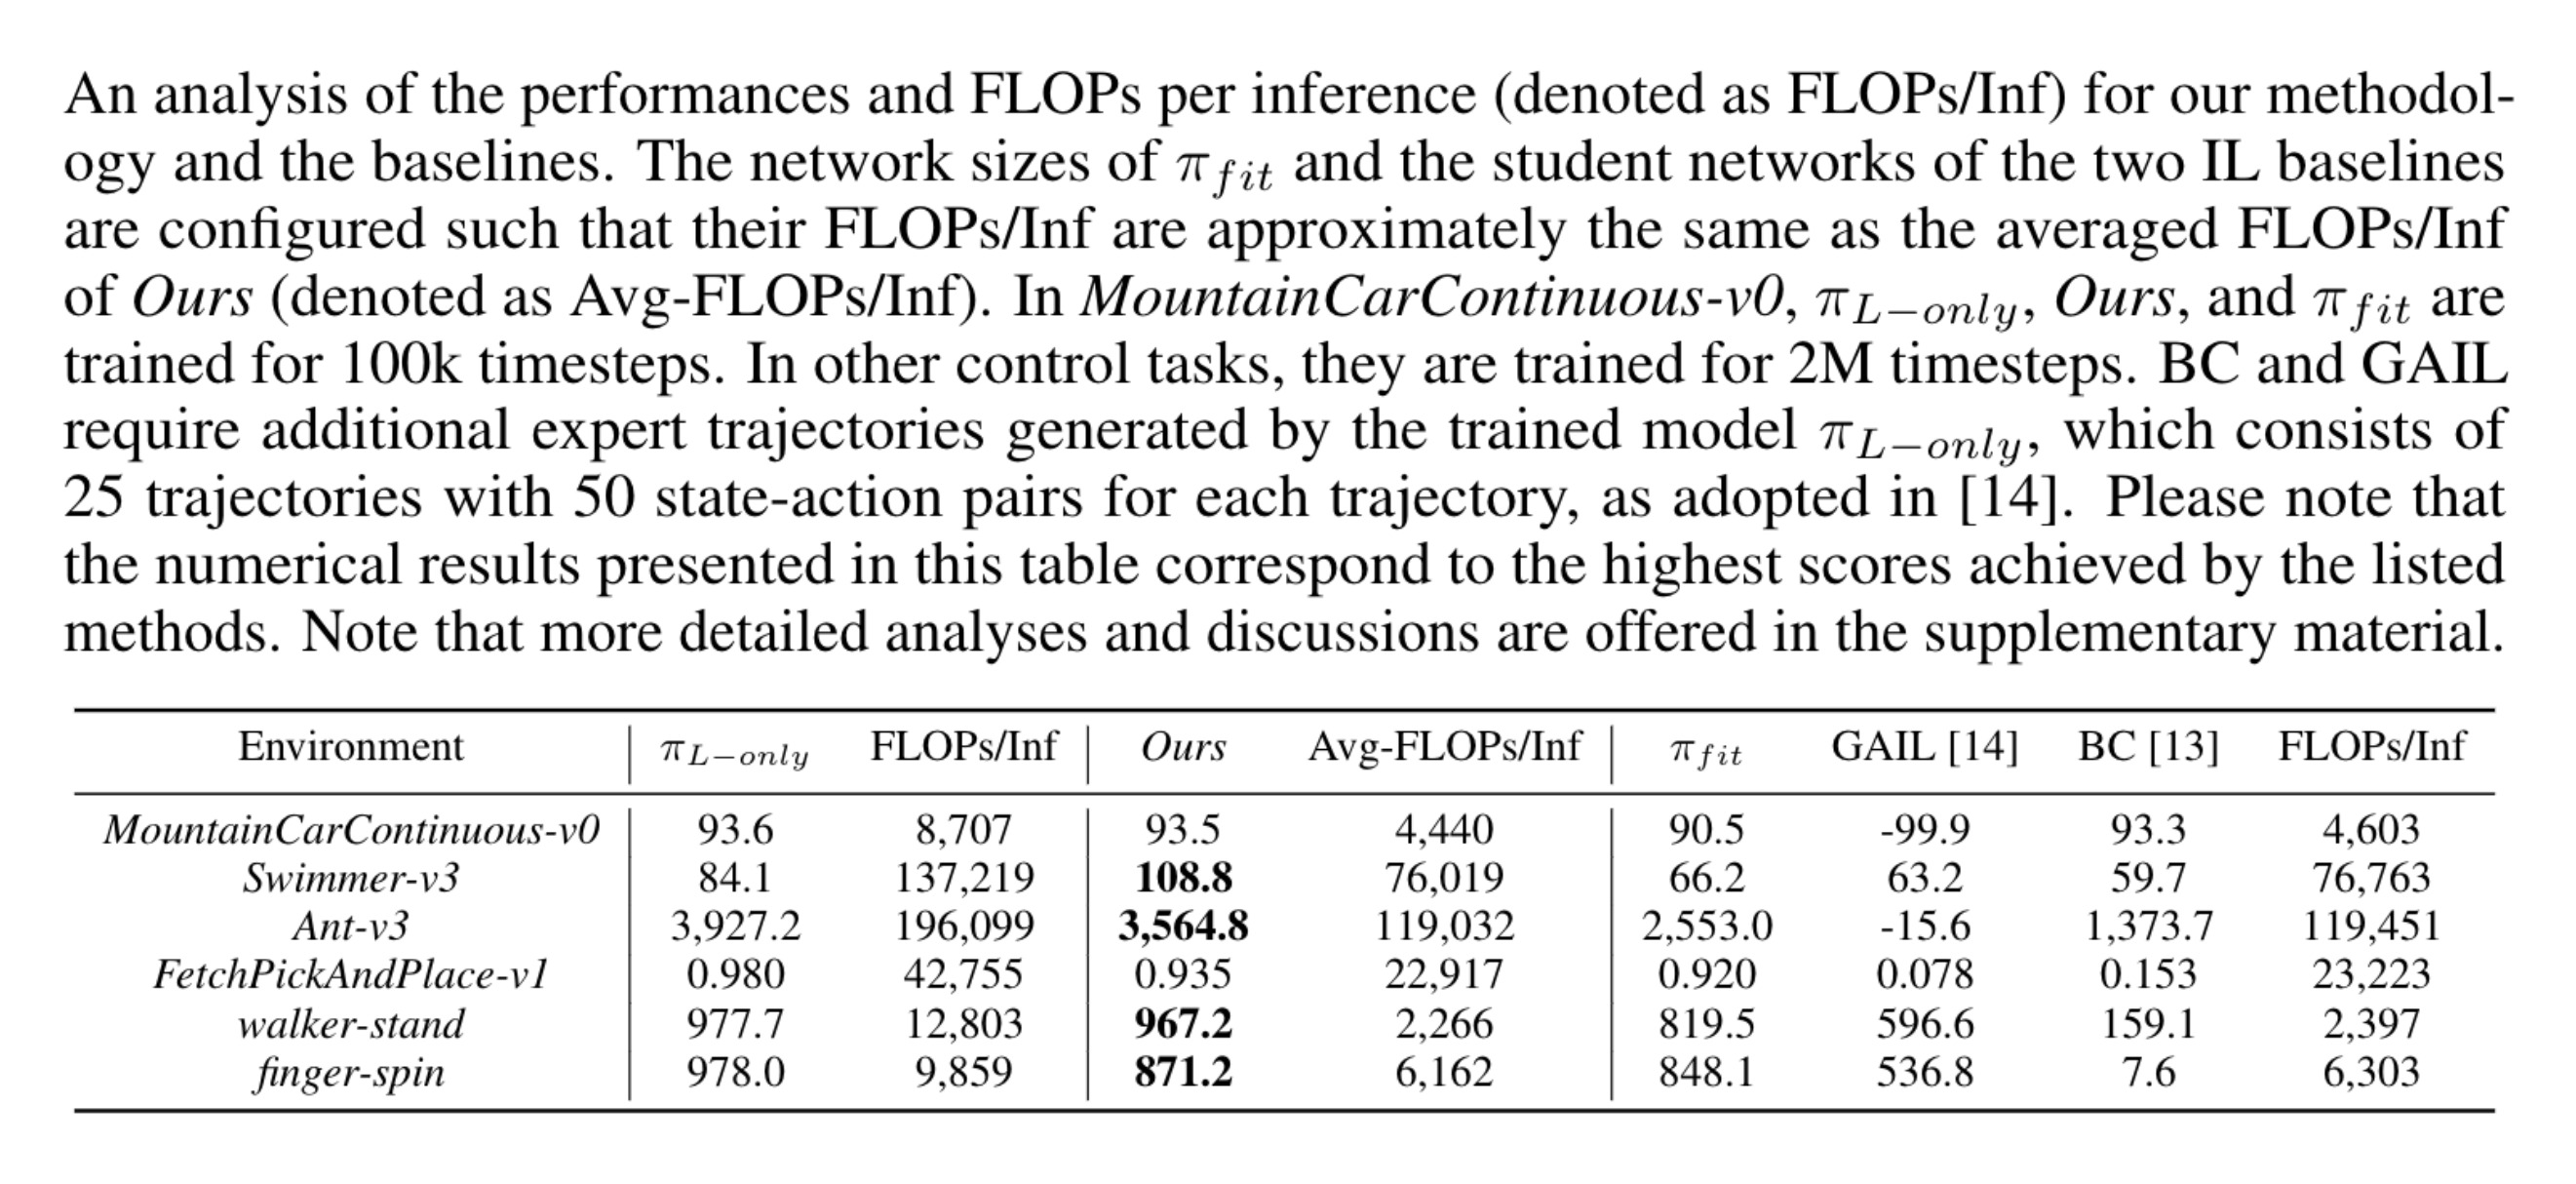 An analysis of the performances and FLOPs per inference (denoted as FLOPs/Inf) for our methodol-
ogy and the baselines. The network sizes of π_fit and the student networks of the two IL baselines
are configured such that their FLOPs/Inf are approximately the same as the averaged FLOPs/Inf
of Ours (denoted as Avg-FLOPs/Inf). In MountainCarContinuous-v0, π_L−only, Ours, and π_fit are
trained for 100k timesteps. In other control tasks, they are trained for 2M timesteps. BC and GAIL
require additional expert trajectories generated by the trained model π_L−only, which consists of
25 trajectories with 50 state-action pairs for each trajectory, as adopted in [14]. Please note that
the numerical results presented in this table correspond to the highest scores achieved by the listed
methods. Note that more detailed analyses and discussions are offered in the supplementary material.
Environment π_L−only FLOPs/Inf Ours Avg-FLOPs/Inf π_fit GAIL [14] BC [13] FLOPs/Inf
MountainCarContinuous-v0 93.6 8,707 93.5 4,440 90.5 -99.9 93.3 4,603
Swimmer-v3 84.1 137,219 108.8 76,019 66.2 63.2 59.7 76,763
Ant-v3 3,927.2 196,099 3,564.8 119,032 2,553.0 -15.6 1,373.7 119,451
FetchPickAndPlace-v1 0.980 42,755 0.935 22,917 0.920 0.078 0.153 23,223
walker-stand 977.7 12,803 967.2 2,266 819.5 596.6 159.1 2,397
finger-spin 978.0 9,859 871.2 6,162 848.1 536.8 7.6 6,303